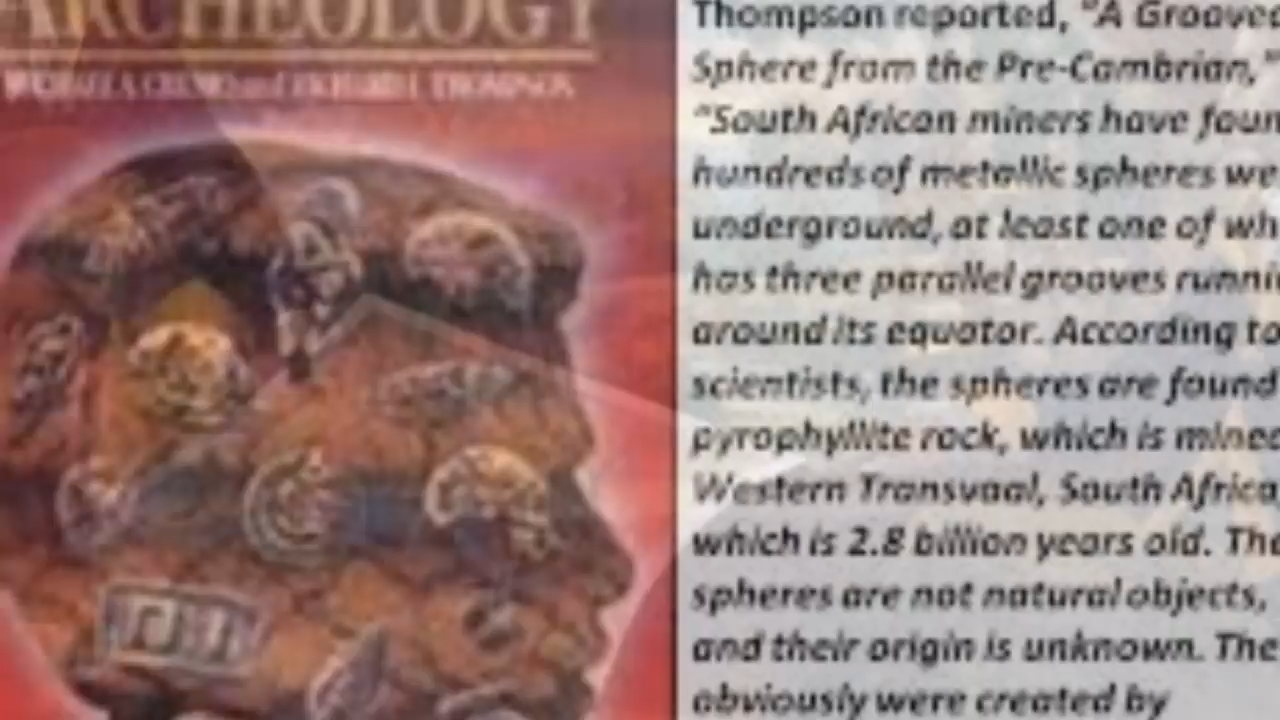 ARCHEOLOGY
Thompson reported, "A Grooved
Sphere from the Pre-Cambrian,"
"South African miners have foun
hundreds of metallic spheres we
underground, at least one of wh
has three parallel grooves runni
around its equator. According to
scientists, the spheres are found
pyrophyllite rock, which is mined
Western Transvaal, South Africa,
which is 2.8 billion years old. The
spheres are not natural objects,
and their origin is unknown. The
obviously were created by